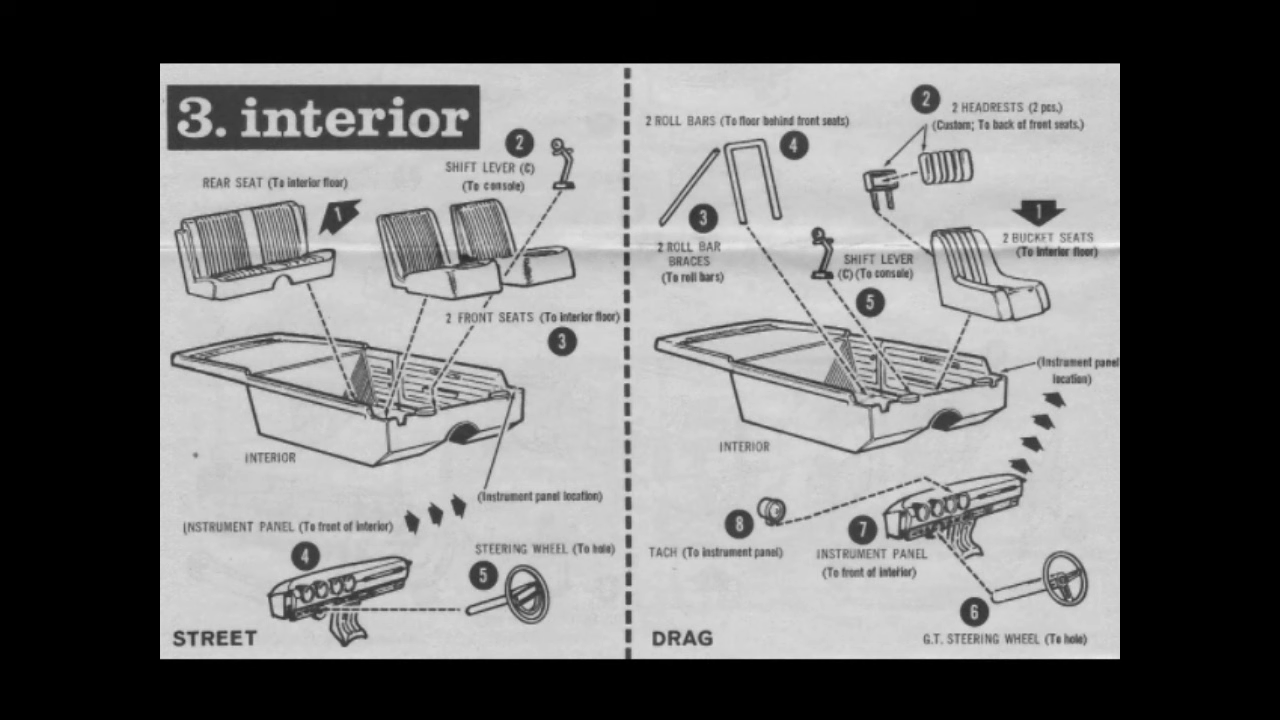 3. interior
2
SHIFT LEVER (C)
(To console)
REAR SEAT (To interior floor)
1
2 FRONT SEATS (To interior floor)
3
INTERIOR
(Instrument panel location)
INSTRUMENT PANEL (To front of interior)
4
STEERING WHEEL (To hole)
5
STREET
2
2 HEADRESTS (2 pcs.)
(Custom; To back of front seats.)
2 ROLL BARS (To floor behind front seats)
4
3
2 ROLL BAR
BRACES
(To roll bars)
1
2 BUCKET SEATS
(To interior floor)
SHIFT LEVER
(C) (To console)
5
(Instrument panel
location)
INTERIOR
8
TACH (To instrument panel)
7
INSTRUMENT PANEL
(To front of interior)
6
G.T. STEERING WHEEL (To hole)
DRAG